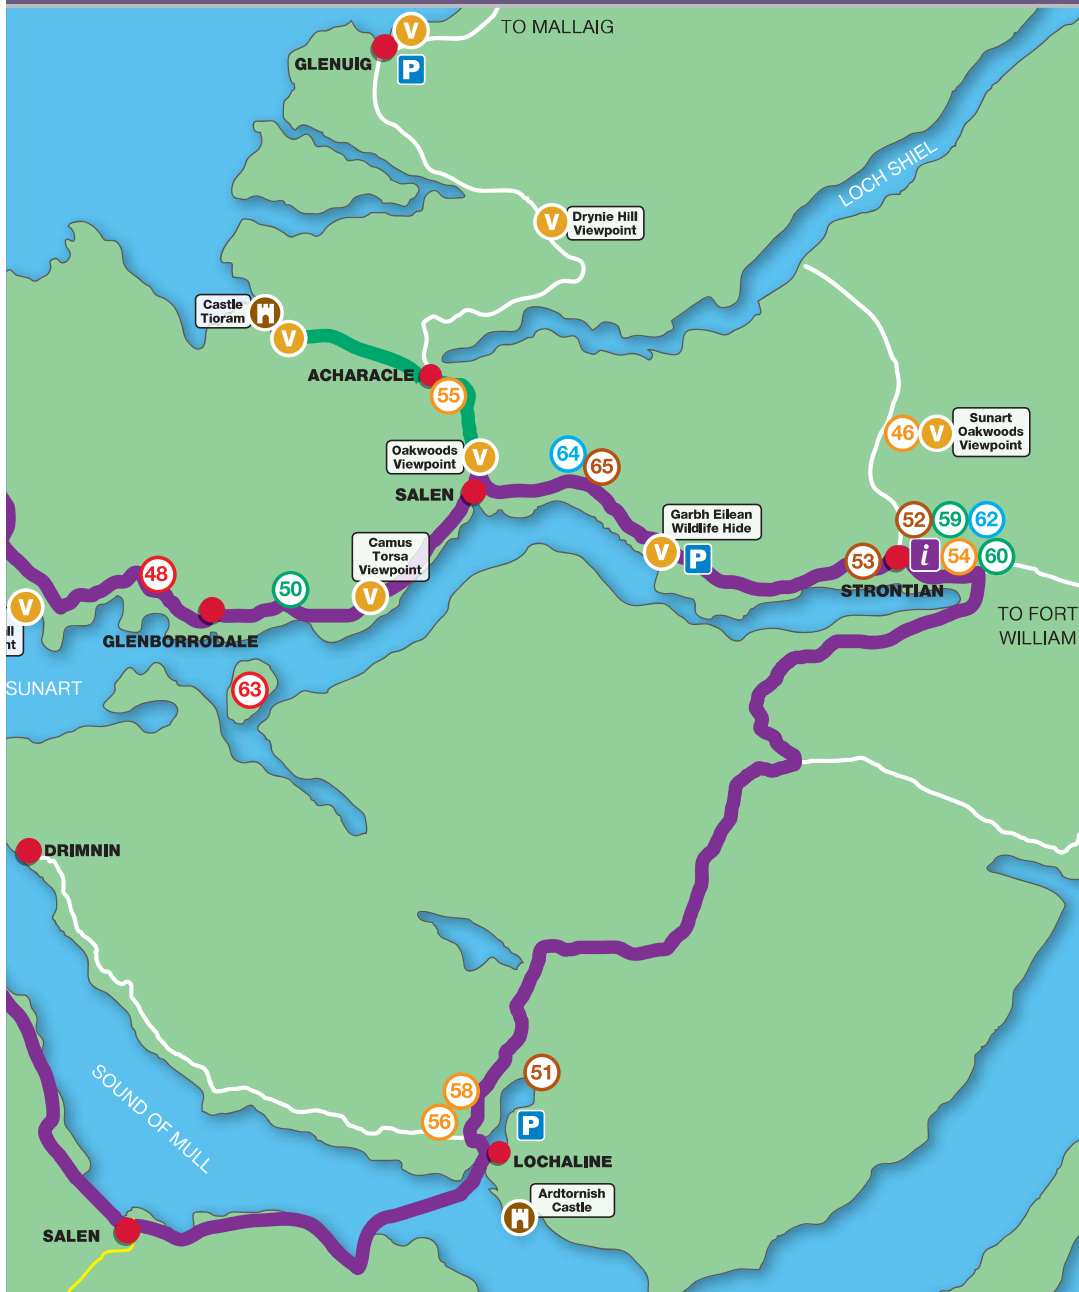 TO MALLAIG
V
GLENUIG
P
LOCH SHIEL
V
Drynie Hill
Viewpoint
Castle
Tioram
V
ACHARACLE
55
Sunart
Oakwoods
Viewpoint
46
V
Oakwoods
Viewpoint
V
64
65
SALEN
Garbh Eilean
Wildlife Hide
V
P
52
59
62
Camus
Torsa
Viewpoint
V
53
i
54
60
STRONTIAN
48
50
V
ll
nt
GLENBORRODALE
TO FORT
WILLIAM
SUNART
63
DRIMNIN
SOUND OF MULL
58
51
56
P
LOCHALINE
Ardtornish
Castle
SALEN